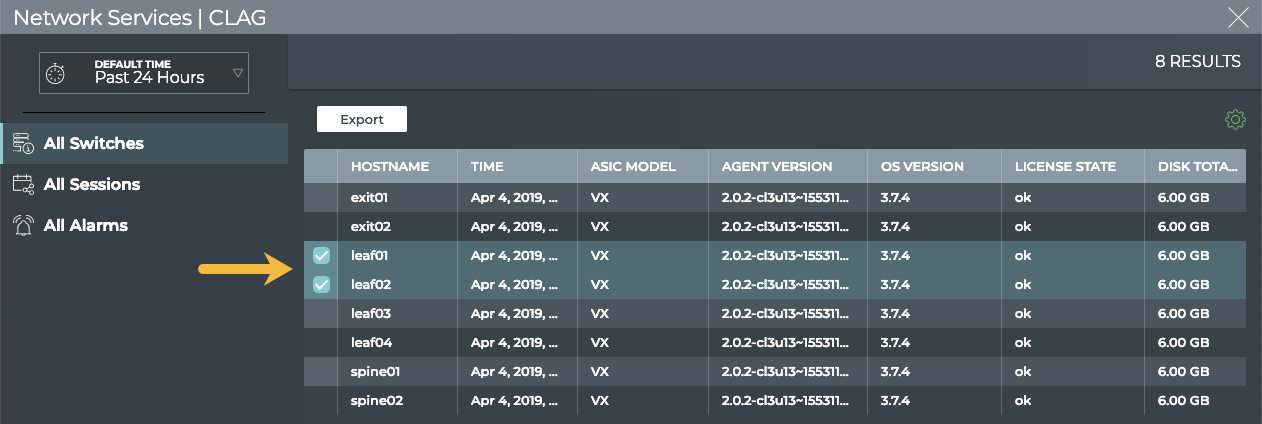 Network Services | CLAG
DEFAULT TIME
Past 24 Hours
8 RESULTS
All Switches
All Sessions
All Alarms
Export
HOSTNAME TIME ASIC MODEL AGENT VERSION OS VERSION LICENSE STATE DISK TOTA...
exit01 Apr 4, 2019, ... VX 2.0.2-cl3u13~155311... 3.7.4 ok 6.00 GB
exit02 Apr 4, 2019, ... VX 2.0.2-cl3u13~155311... 3.7.4 ok 6.00 GB
leaf01 Apr 4, 2019, ... VX 2.0.2-cl3u13~155311... 3.7.4 ok 6.00 GB
leaf02 Apr 4, 2019, ... VX 2.0.2-cl3u13~155311... 3.7.4 ok 6.00 GB
leaf03 Apr 4, 2019, ... VX 2.0.2-cl3u13~155311... 3.7.4 ok 6.00 GB
leaf04 Apr 4, 2019, ... VX 2.0.2-cl3u13~155311... 3.7.4 ok 6.00 GB
spine01 Apr 4, 2019, ... VX 2.0.2-cl3u13~155311... 3.7.4 ok 6.00 GB
spine02 Apr 4, 2019, ... VX 2.0.2-cl3u13~155311... 3.7.4 ok 6.00 GB